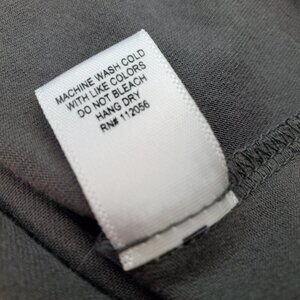 MACHINE WASH COLD
WITH LIKE COLORS
DO NOT BLEACH
HANG DRY
RN# 112056